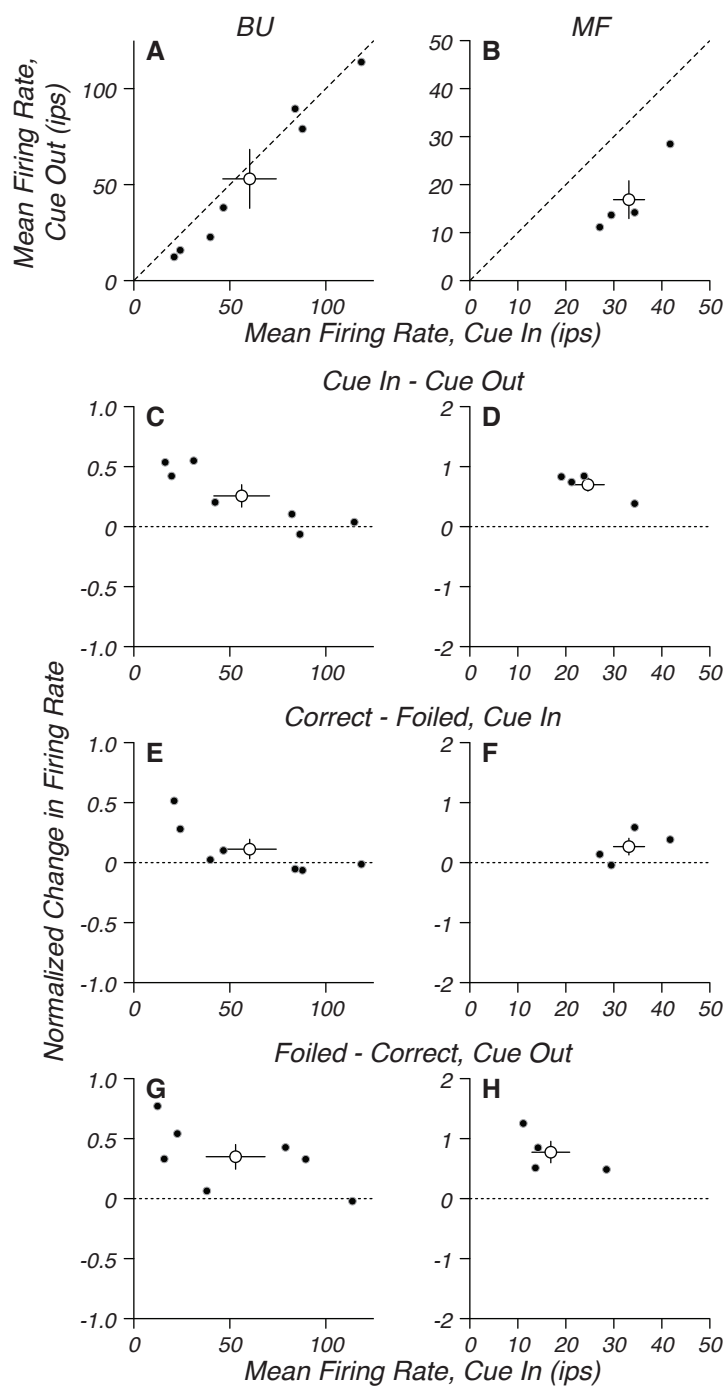 BU MF
A B
Mean Firing Rate,
Cue Out (ips)
100
50
0
50
40
30
20
10
0
0 50 100
0 10 20 30 40 50
Mean Firing Rate, Cue In (ips)
Cue In - Cue Out
C D
1.0
0.5
0
-0.5
-1.0
2
1
0
-1
-2
0 50 100
0 10 20 30 40 50
Normalized Change in Firing Rate
Correct - Foiled, Cue In
E F
1.0
0.5
0
-0.5
-1.0
2
1
0
-1
-2
0 50 100
0 10 20 30 40 50
Foiled - Correct, Cue Out
G H
1.0
0.5
0
-0.5
-1.0
2
1
0
-1
-2
0 50 100
0 10 20 30 40 50
Mean Firing Rate, Cue In (ips)